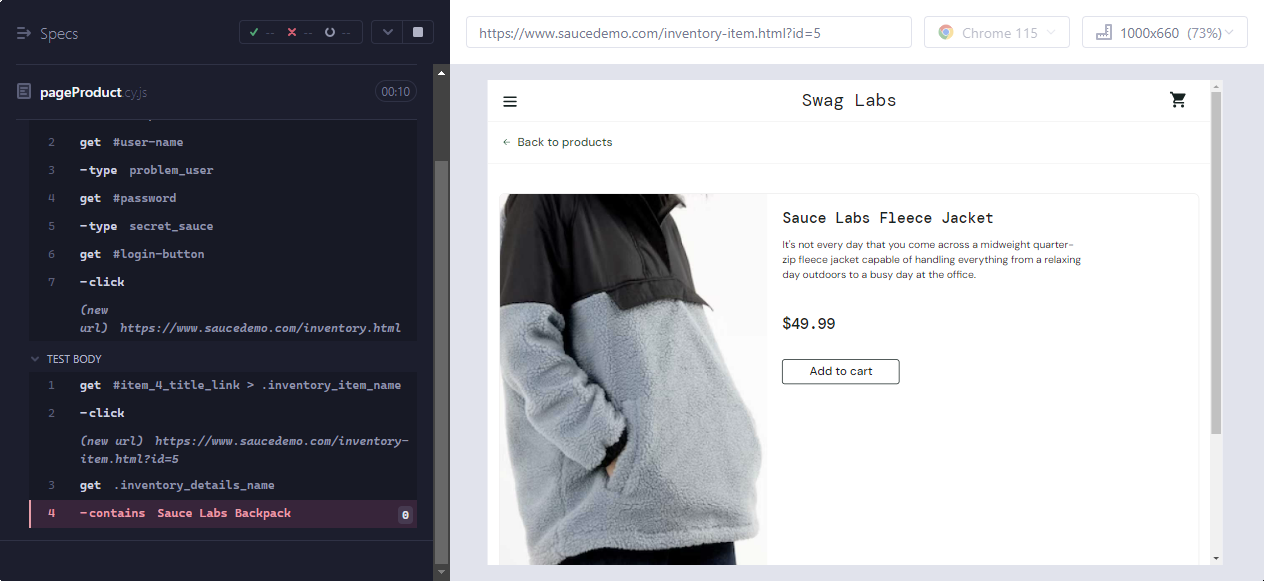 Specs
--
--
--
pageProduct cy.js
00:10
2 get #user-name
3 -type problem_user
4 get #password
5 -type secret_sauce
6 get #login-button
7 -click
(new
url) https://www.saucedemo.com/inventory.html
TEST BODY
1 get #item_4_title_link > .inventory_item_name
2 -click
(new url) https://www.saucedemo.com/inventory-
item.html?id=5
3 get .inventory_details_name
4 -contains Sauce Labs Backpack 0
https://www.saucedemo.com/inventory-item.html?id=5
Chrome 115
1000x660 (73%)
Swag Labs
← Back to products
Sauce Labs Fleece Jacket
It's not every day that you come across a midweight quarter-
zip fleece jacket capable of handling everything from a relaxing
day outdoors to a busy day at the office.
$49.99
Add to cart